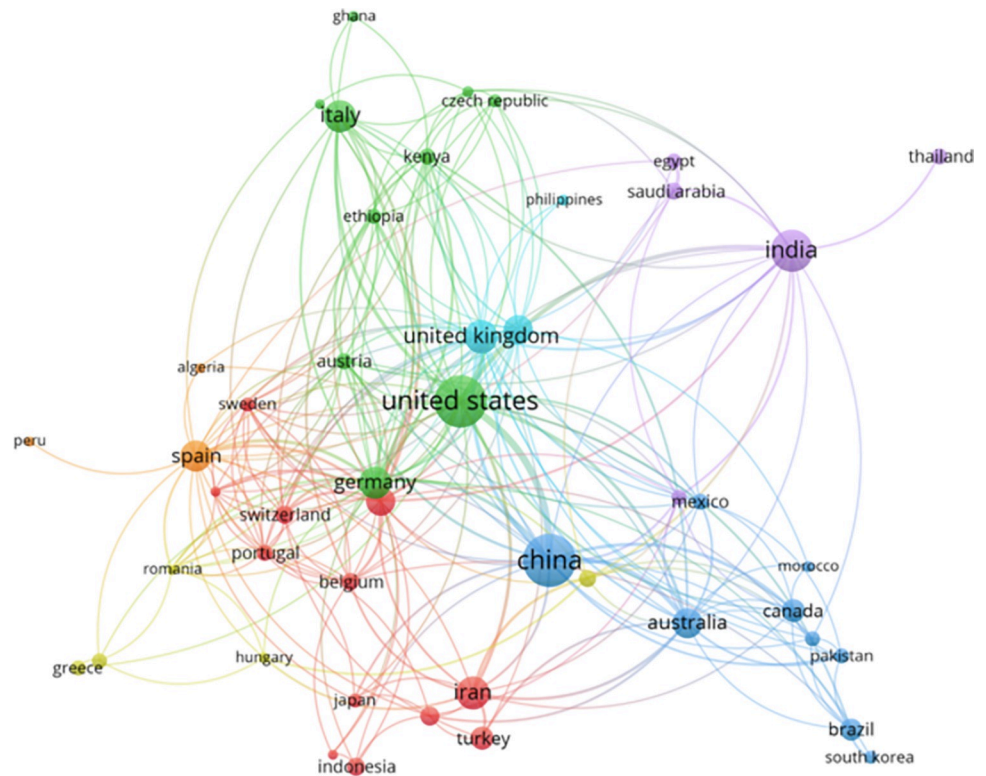 ghana
czech republic
italy
kenya
egypt
thailand
saudi arabia
philippines
ethiopia
india
united kingdom
austria
algeria
united states
sweden
peru
spain
germany
mexico
switzerland
portugal
china
morocco
romania
belgium
canada
australia
pakistan
hungary
greece
iran
japan
brazil
turkey
south korea
indonesia